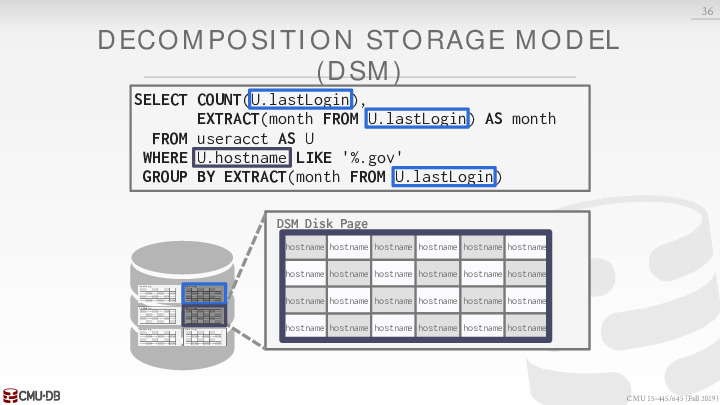 36
DECOMPOSITION STORAGE MODEL
(DSM)
SELECT COUNT(U.lastLogin),
EXTRACT(month FROM U.lastLogin) AS month
FROM useracct AS U
WHERE U.hostname LIKE '%.gov'
GROUP BY EXTRACT(month FROM U.lastLogin)
DSM Disk Page
hostname hostname hostname hostname hostname hostname
hostname hostname hostname hostname hostname hostname
hostname hostname hostname hostname hostname hostname
hostname hostname hostname hostname hostname hostname
CMU·DB
CMU 15-445/645 (Fall 2019)